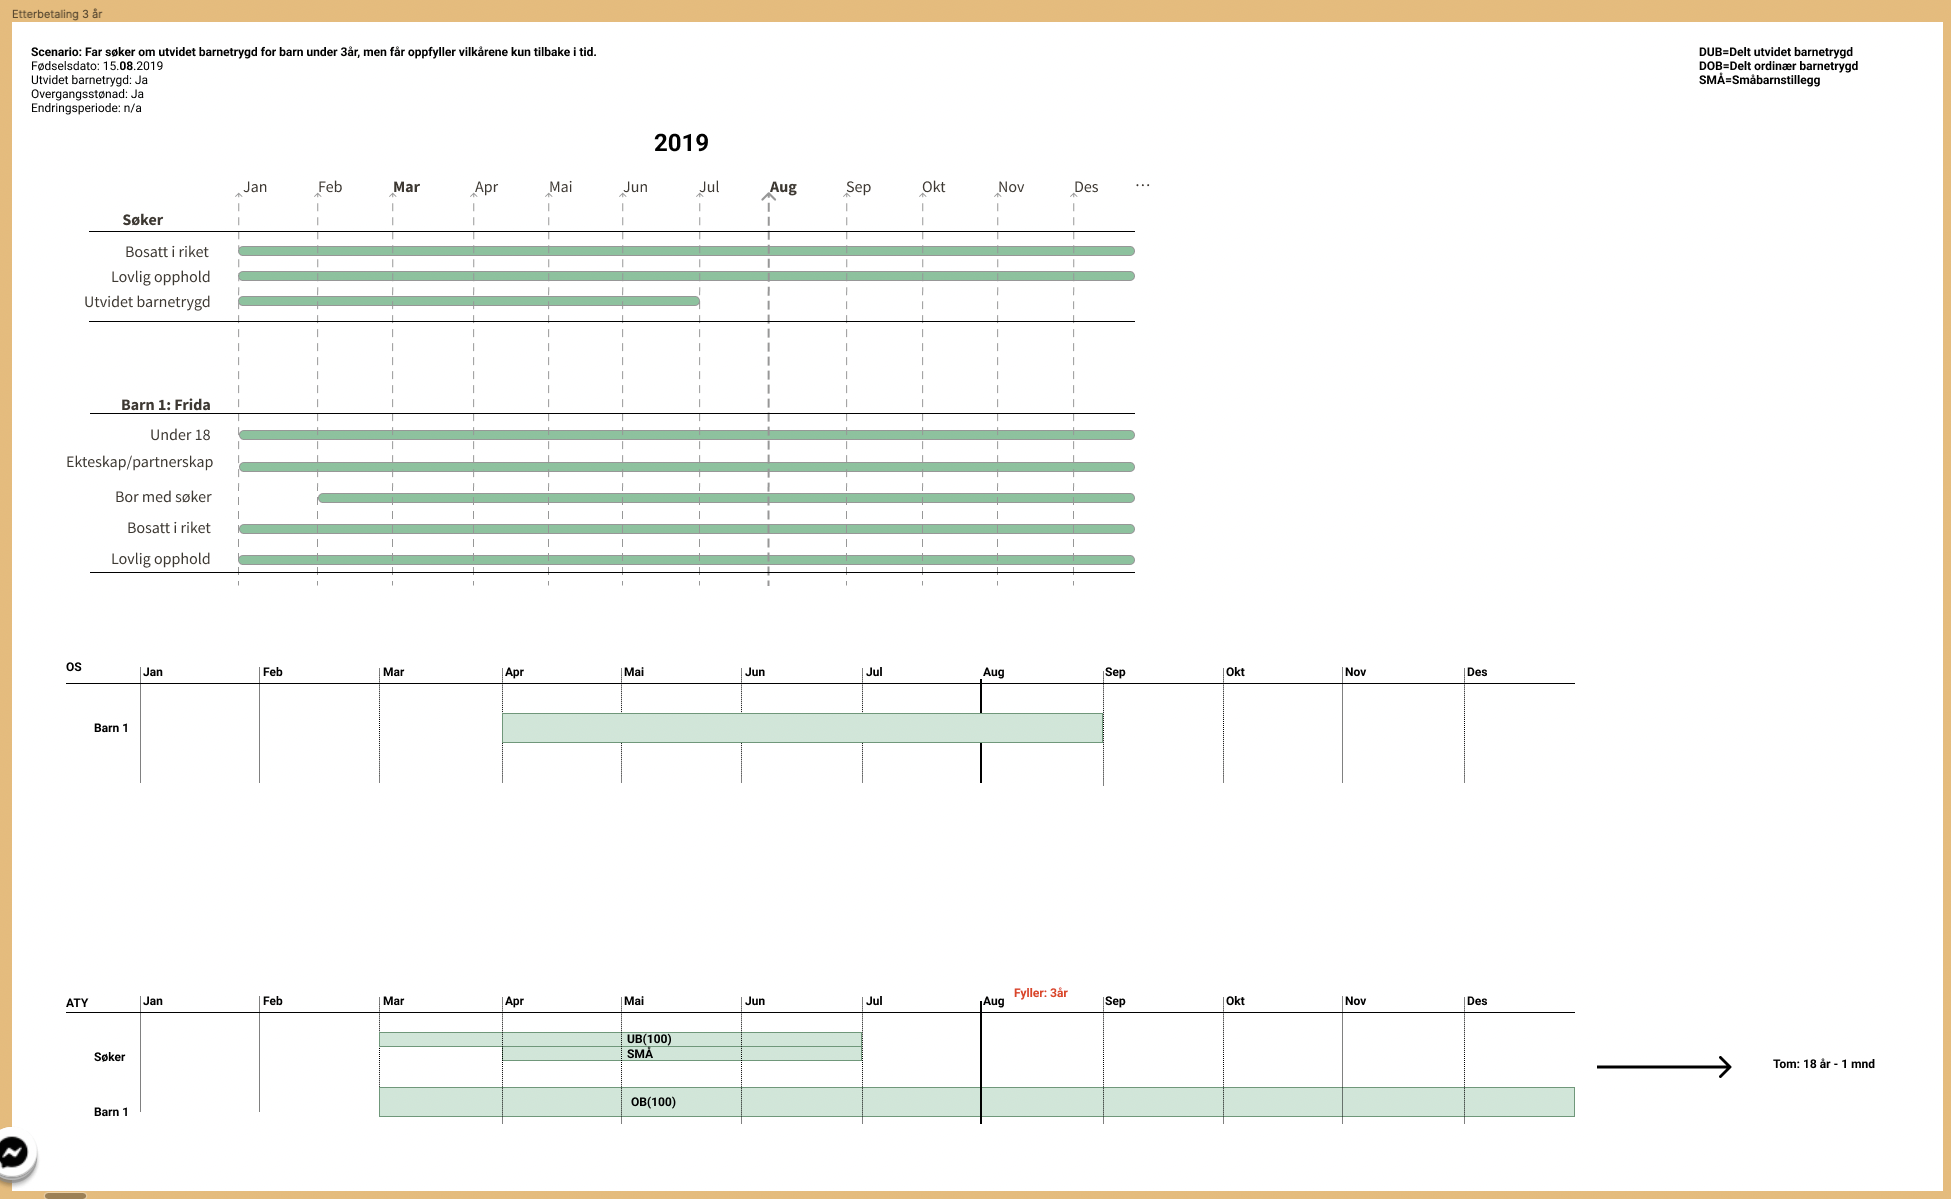 Etterbetaling 3 år
Scenario: Far søker om utvidet barnetrygd for barn under 3år, men får oppfyller vilkårene kun tilbake i tid.
Fødselsdato: 15.08.2019
Utvidet barnetrygd: Ja
Overgangsstønad: Ja
Endringsperiode: n/a
DUB=Delt utvidet barnetrygd
DOB=Delt ordinær barnetrygd
SMÅ=Småbarnstillegg
2019
Jan Feb Mar Apr Mai Jun Jul Aug Sep Okt Nov Des ...
Søker
Bosatt i riket
Lovlig opphold
Utvidet barnetrygd
Barn 1: Frida
Under 18
Ekteskap/partnerskap
Bor med søker
Bosatt i riket
Lovlig opphold
OS Jan Feb Mar Apr Mai Jun Jul Aug Sep Okt Nov Des
Barn 1
Fyller: 3år
ATY Jan Feb Mar Apr Mai Jun Jul Aug Sep Okt Nov Des
UB(100)
Søker SMÅ
Tom: 18 år - 1 mnd
Barn 1 OB(100)